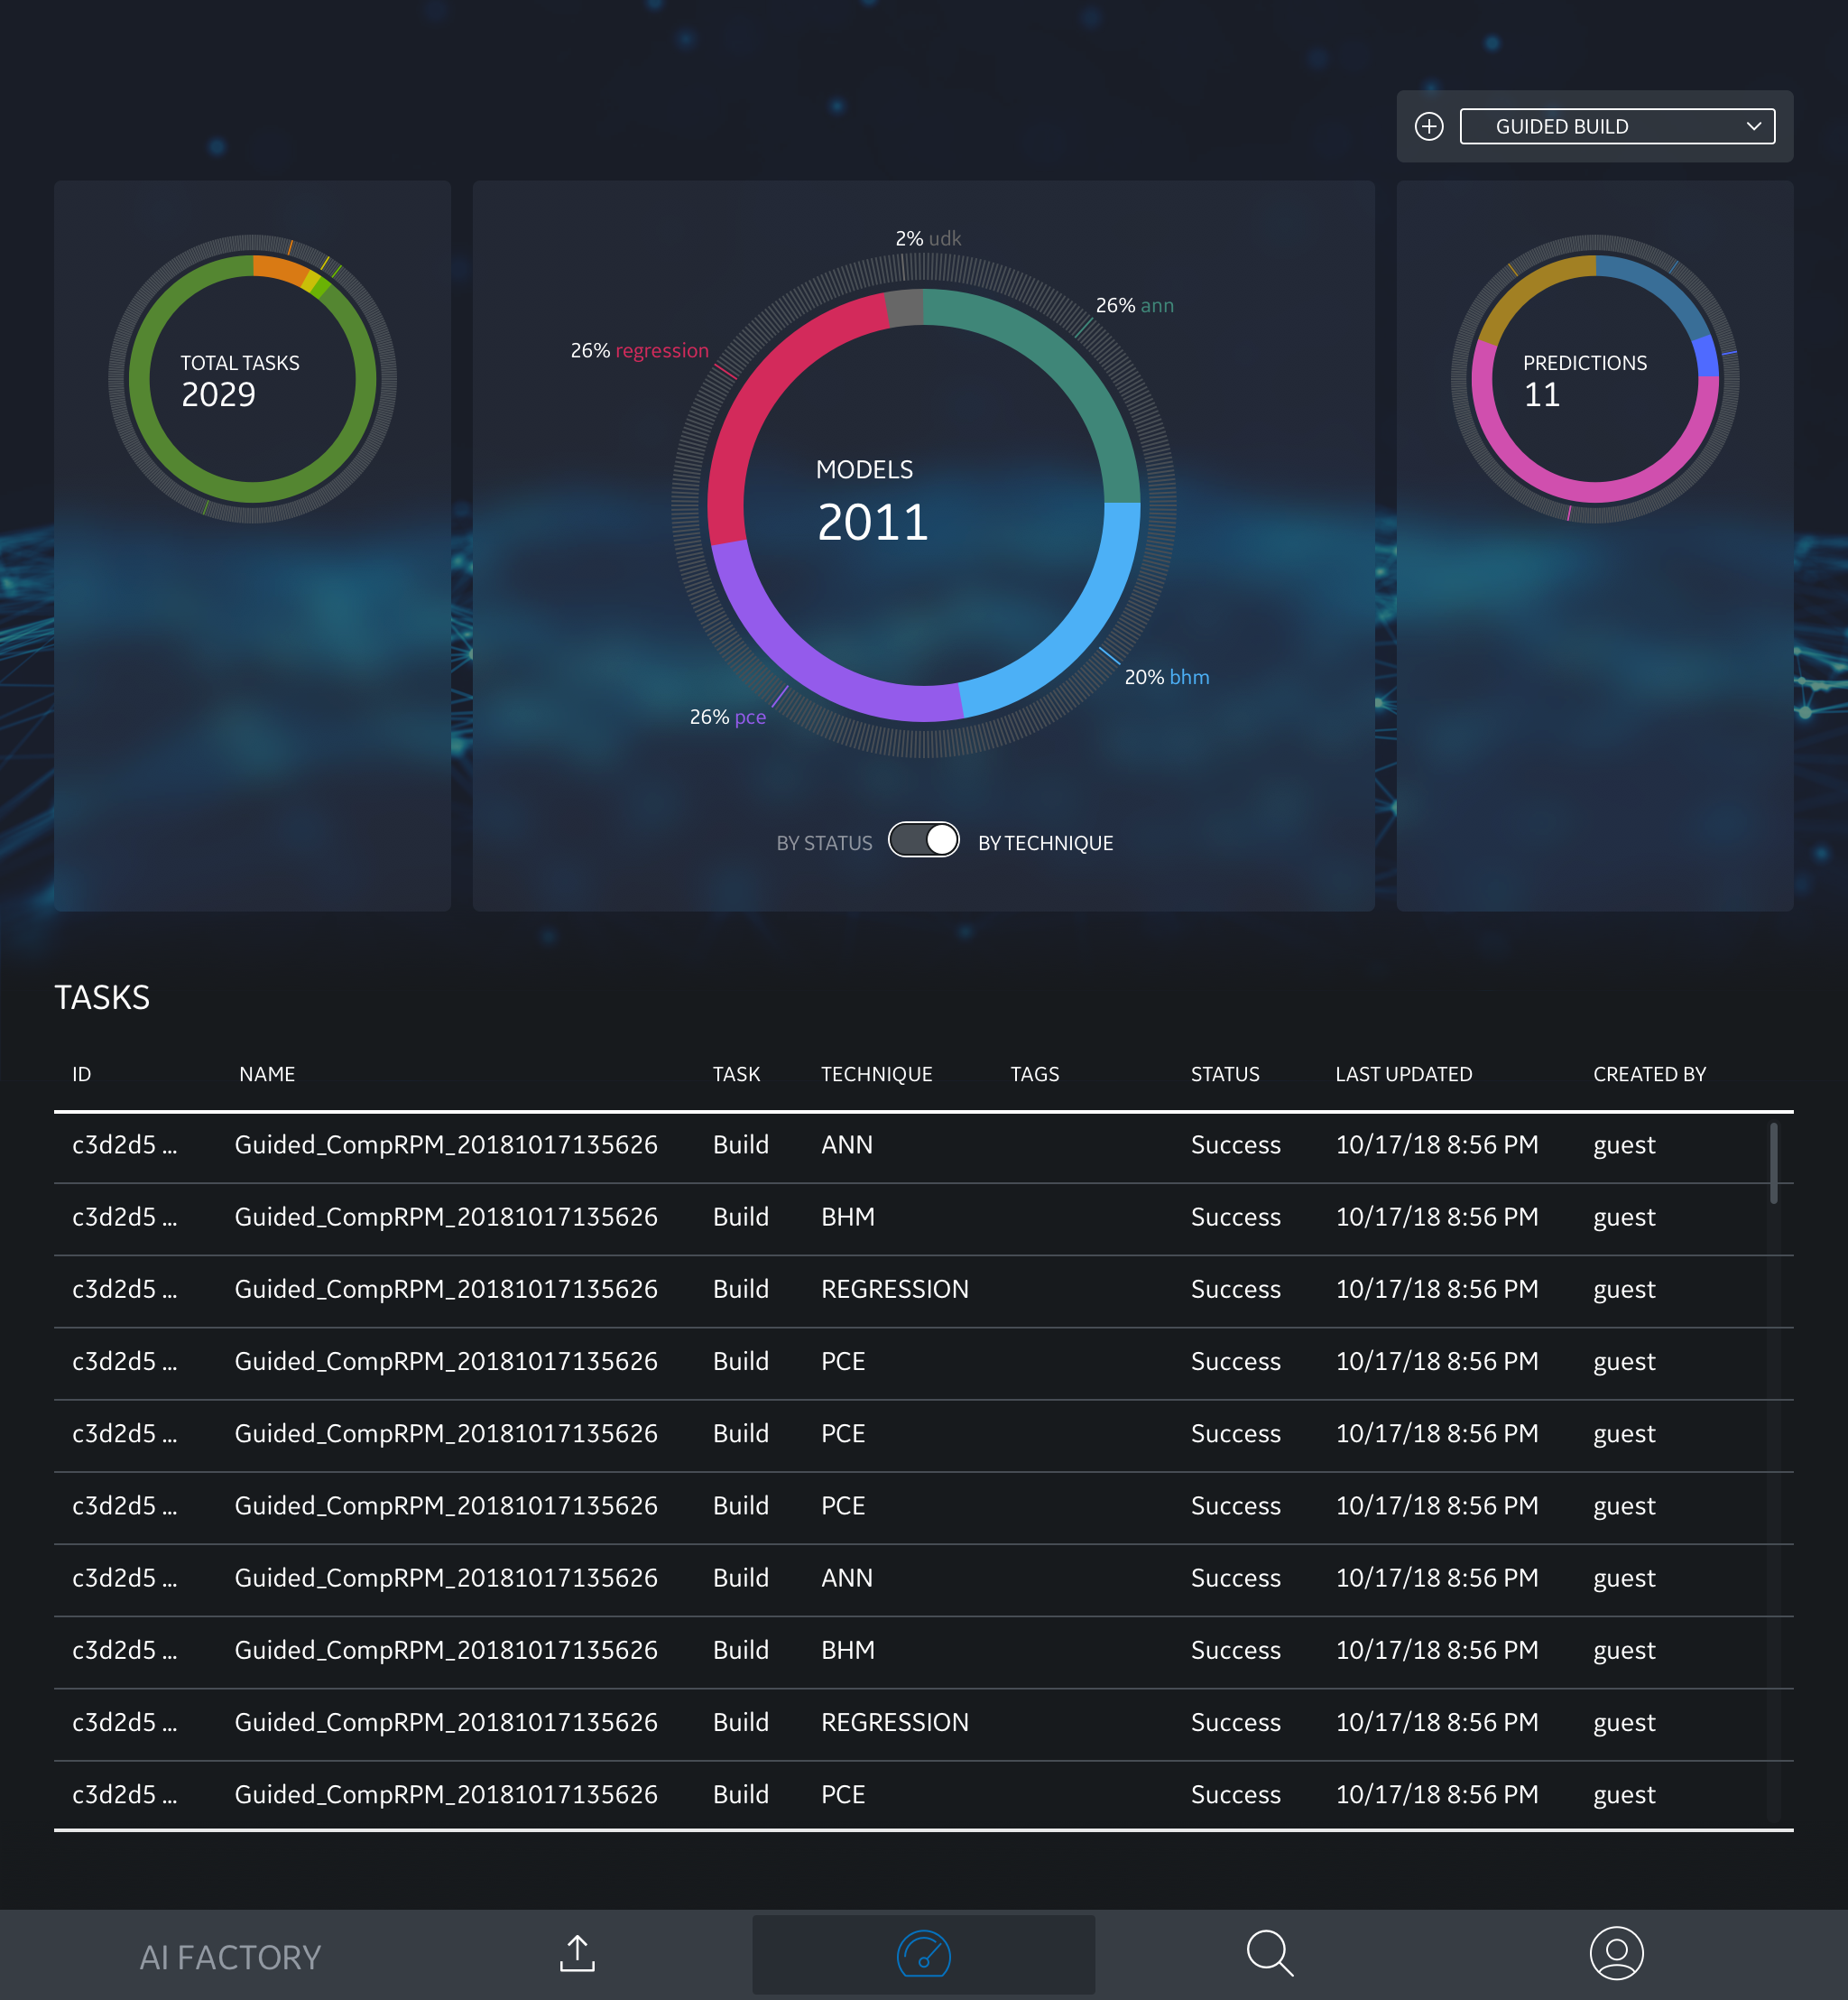 GUIDED BUILD
TOTAL TASKS
2029
2% udk
26% ann
26% regression
MODELS
2011
20% bhm
26% pce
BY STATUS BY TECHNIQUE
PREDICTIONS
11
TASKS
ID NAME TASK TECHNIQUE TAGS STATUS LAST UPDATED CREATED BY
c3d2d5 ... Guided_CompRPM_20181017135626 Build ANN Success 10/17/18 8:56 PM guest
c3d2d5 ... Guided_CompRPM_20181017135626 Build BHM Success 10/17/18 8:56 PM guest
c3d2d5 ... Guided_CompRPM_20181017135626 Build REGRESSION Success 10/17/18 8:56 PM guest
c3d2d5 ... Guided_CompRPM_20181017135626 Build PCE Success 10/17/18 8:56 PM guest
c3d2d5 ... Guided_CompRPM_20181017135626 Build PCE Success 10/17/18 8:56 PM guest
c3d2d5 ... Guided_CompRPM_20181017135626 Build PCE Success 10/17/18 8:56 PM guest
c3d2d5 ... Guided_CompRPM_20181017135626 Build ANN Success 10/17/18 8:56 PM guest
c3d2d5 ... Guided_CompRPM_20181017135626 Build BHM Success 10/17/18 8:56 PM guest
c3d2d5 ... Guided_CompRPM_20181017135626 Build REGRESSION Success 10/17/18 8:56 PM guest
c3d2d5 ... Guided_CompRPM_20181017135626 Build PCE Success 10/17/18 8:56 PM guest
AI FACTORY